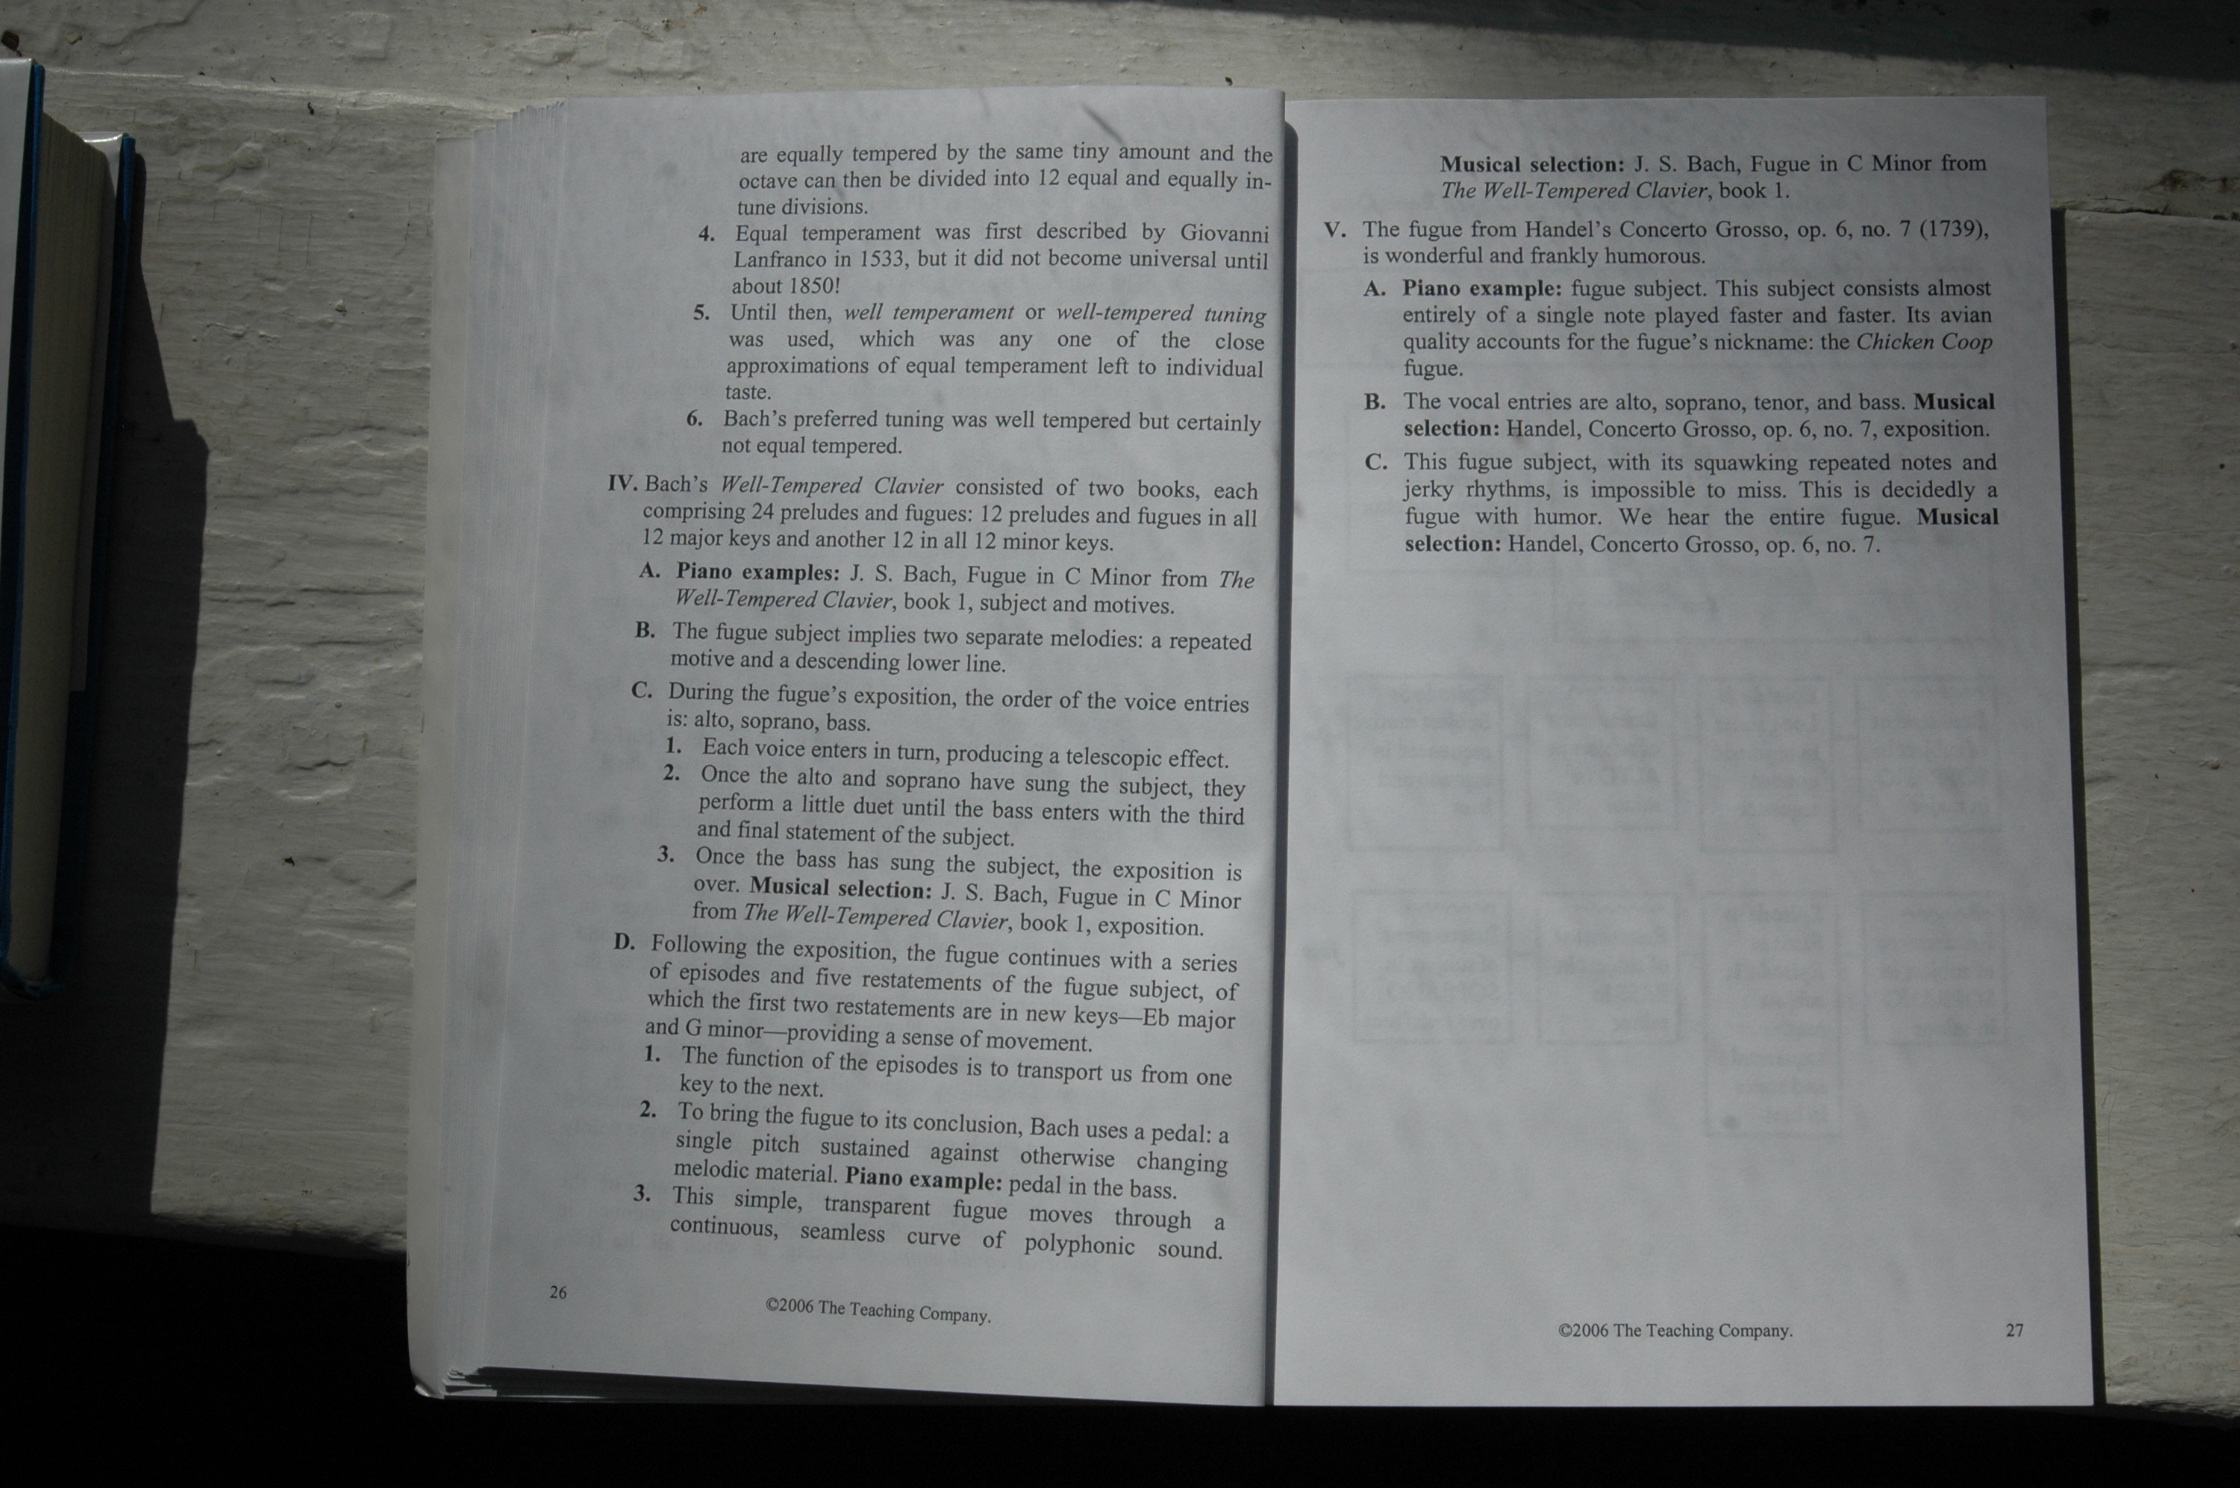 are equally tempered by the same tiny amount and the
octave can then be divided into 12 equal and equally in-
tune divisions.
4. Equal temperament was first described by Giovanni
Lanfranco in 1533, but it did not become universal until
about 1850!
5. Until then, well temperament or well-tempered tuning
was used, which was any one of the close
approximations of equal temperament left to individual
taste.
6. Bach's preferred tuning was well tempered but certainly
not equal tempered.
IV. Bach's Well-Tempered Clavier consisted of two books, each
comprising 24 preludes and fugues: 12 preludes and fugues in all
12 major keys and another 12 in all 12 minor keys.
A. Piano examples: J. S. Bach, Fugue in C Minor from The
Well-Tempered Clavier, book 1, subject and motives.
B. The fugue subject implies two separate melodies: a repeated
motive and a descending lower line.
C. During the fugue's exposition, the order of the voice entries
is: alto, soprano, bass.
1. Each voice enters in turn, producing a telescopic effect.
2. Once the alto and soprano have sung the subject, they
perform a little duet until the bass enters with the third
and final statement of the subject.
3. Once the bass has sung the subject, the exposition is
over. Musical selection: J. S. Bach, Fugue in C Minor
from The Well-Tempered Clavier, book 1, exposition.
D. Following the exposition, the fugue continues with a series
of episodes and five restatements of the fugue subject, of
which the first two restatements are in new keys—Eb major
and G minor—providing a sense of movement.
1. The function of the episodes is to transport us from one
key to the next.
2. To bring the fugue to its conclusion, Bach uses a pedal: a
single pitch sustained against otherwise changing
melodic material. Piano example: pedal in the bass.
3. This simple, transparent fugue moves through a
continuous, seamless curve of polyphonic sound.
26
©2006 The Teaching Company.
Musical selection: J. S. Bach, Fugue in C Minor from
The Well-Tempered Clavier, book 1.
V. The fugue from Handel's Concerto Grosso, op. 6, no. 7 (1739),
is wonderful and frankly humorous.
A. Piano example: fugue subject. This subject consists almost
entirely of a single note played faster and faster. Its avian
quality accounts for the fugue's nickname: the Chicken Coop
fugue.
B. The vocal entries are alto, soprano, tenor, and bass. Musical
selection: Handel, Concerto Grosso, op. 6, no. 7, exposition.
C. This fugue subject, with its squawking repeated notes and
jerky rhythms, is impossible to miss. This is decidedly a
fugue with humor. We hear the entire fugue. Musical
selection: Handel, Concerto Grosso, op. 6, no. 7.
©2006 The Teaching Company.
27